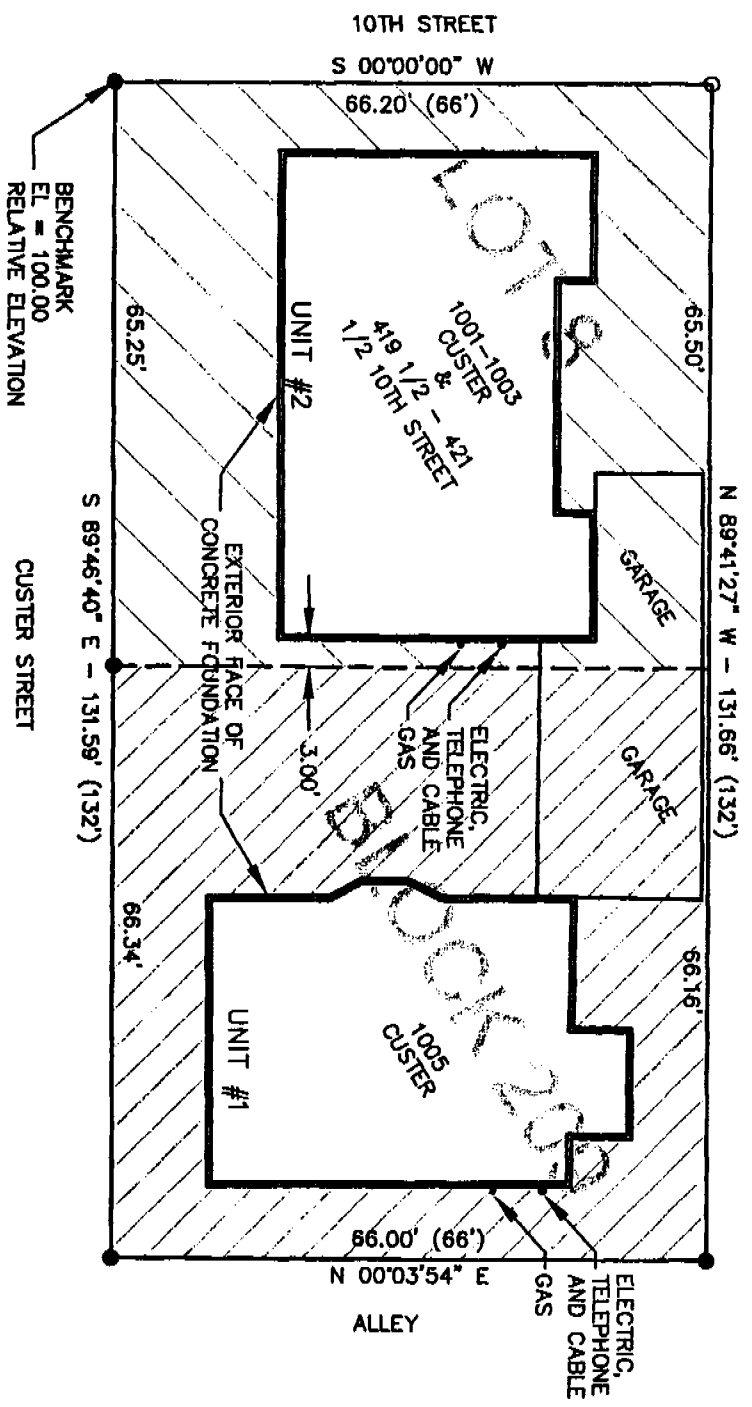 10TH STREET
S 00°00'00" W
66.20' (66')
BENCHMARK
EL = 100.00
RELATIVE ELEVATION
65.25'
65.50'
LOT 8
1001-1003
CUSTER
&
419 1/2 - 421
1/2 10TH STREET
UNIT #2
N 89°41'27" W - 131.66' (132')
GARAGE
GARAGE
EXTERIOR FACE OF
CONCRETE FOUNDATION
S 89°46'40" E - 131.59' (132')
CUSTER STREET
3.00'
ELECTRIC,
TELEPHONE
AND CABLE
GAS
BLOCK
66.34'
66.16'
UNIT #1
1005
CUSTER
66.00' (66')
N 00°03'54" E
ALLEY
ELECTRIC,
TELEPHONE
AND CABLE
GAS